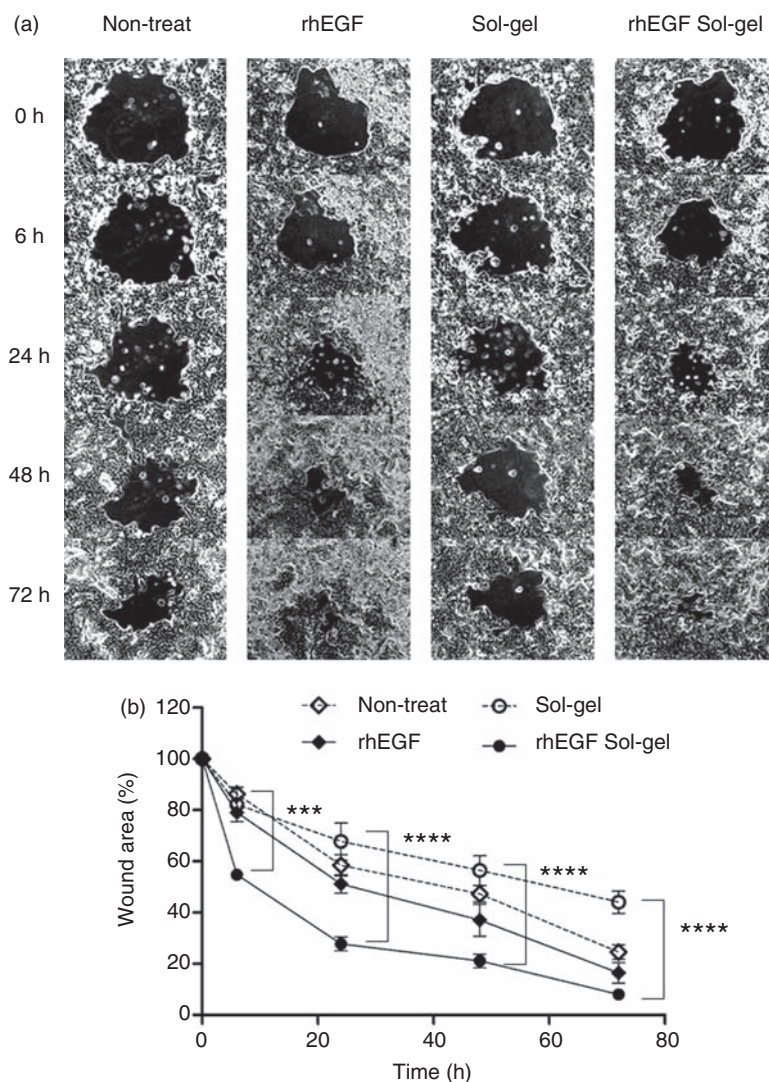 (a) Non-treat rhEGF Sol-gel rhEGF Sol-gel
0 h
6 h
24 h
48 h
72 h
(b)
Non-treat Sol-gel
rhEGF rhEGF Sol-gel
120
100
80
60
40
20
0
Wound area (%)
***
****
****
****
0 20 40 60 80
Time (h)